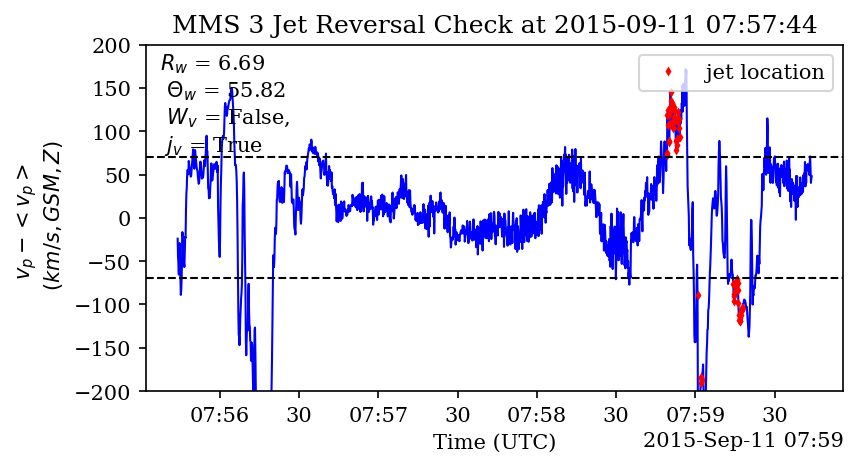 MMS 3 Jet Reversal Check at 2015-09-11 07:57:44
R_w = 6.69
Θ_w = 55.82
W_v = False,
j_v = True
jet location
v_p − < v_p >
(km/s, GSM, Z)
200
150
100
50
0
−50
−100
−150
−200
07:56 30 07:57 30 07:58 30 07:59 30
Time (UTC)
2015-Sep-11 07:59